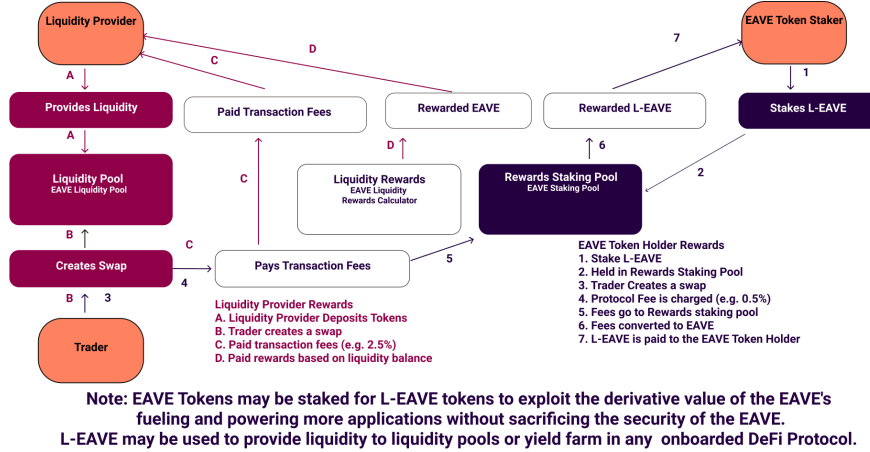 Liquidity Provider
EAVE Token Staker
D
7
C
A
1
Provides Liquidity
Paid Transaction Fees
Rewarded EAVE
Rewarded L-EAVE
Stakes L-EAVE
A
D
6
Liquidity Pool
EAVE Liquidity Pool
C
Liquidity Rewards
EAVE Liquidity
Rewards Calculator
Rewards Staking Pool
EAVE Staking Pool
2
B
C
Creates Swap
4
Pays Transaction Fees
5
B
3
Trader
Liquidity Provider Rewards
A. Liquidity Provider Deposits Tokens
B. Trader creates a swap
C. Paid transaction fees (e.g. 2.5%)
D. Paid rewards based on liquidity balance
EAVE Token Holder Rewards
1. Stake L-EAVE
2. Held in Rewards Staking Pool
3. Trader Creates a swap
4. Protocol Fee is charged (e.g. 0.5%)
5. Fees go to Rewards staking pool
6. Fees converted to EAVE
7. L-EAVE is paid to the EAVE Token Holder
Note: EAVE Tokens may be staked for L-EAVE tokens to exploit the derivative value of the EAVE's
fueling and powering more applications without sacrificing the security of the EAVE.
L-EAVE may be used to provide liquidity to liquidity pools or yield farm in any onboarded DeFi Protocol.